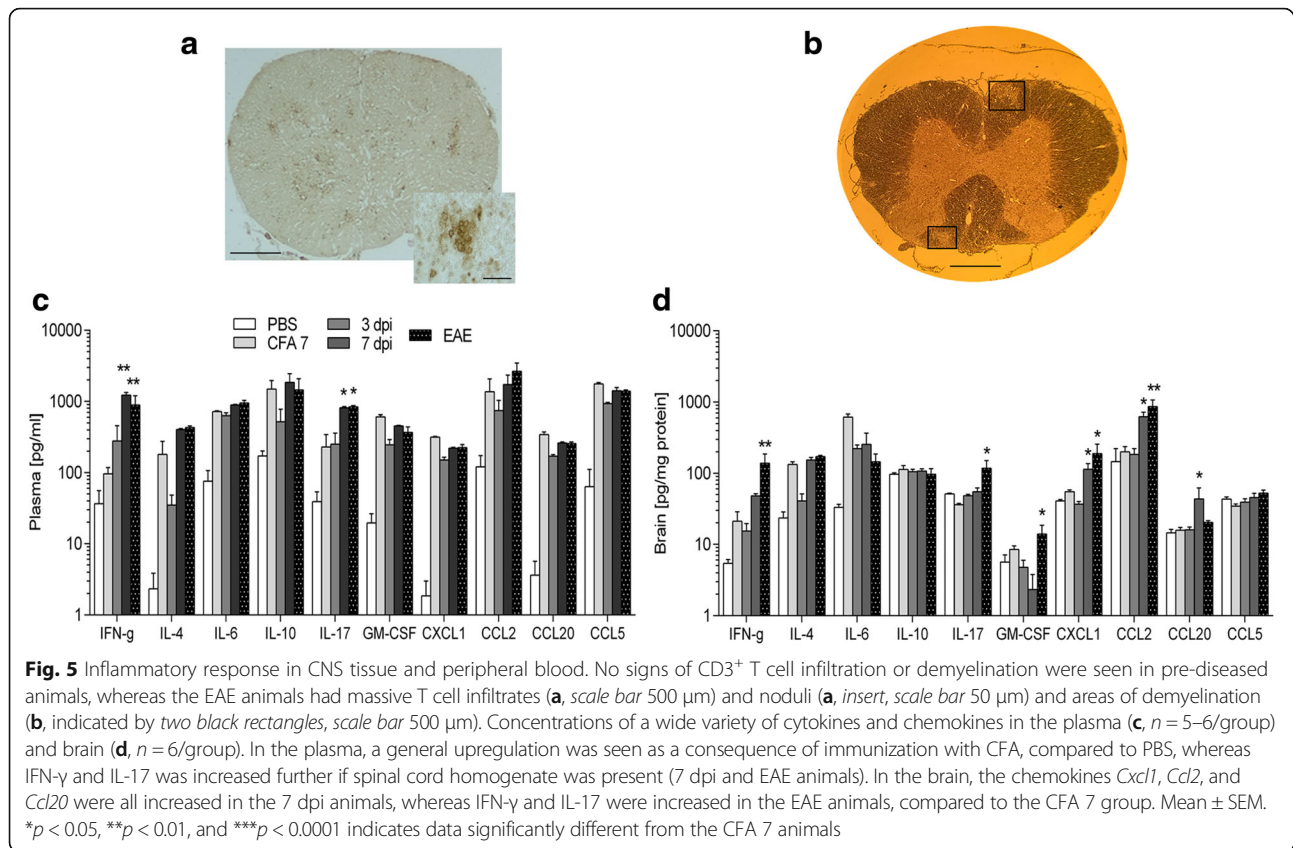 a
b
c
10000
1000
100
10
1
Plasma [pg/ml]
PBS
CFA 7
3 dpi
7 dpi
EAE
**
**
* *
IFN-g IL-4 IL-6 IL-10 IL-17 GM-CSF CXCL1 CCL2 CCL20 CCL5
d
10000
1000
100
10
1
Brain [pg/mg protein]
**
*
*
* *
* **
*
IFN-g IL-4 IL-6 IL-10 IL-17 GM-CSF CXCL1 CCL2 CCL20 CCL5
Fig. 5 Inflammatory response in CNS tissue and peripheral blood. No signs of CD3+ T cell infiltration or demyelination were seen in pre-diseased
animals, whereas the EAE animals had massive T cell infiltrates (a, scale bar 500 μm) and noduli (a, insert, scale bar 50 μm) and areas of demyelination
(b, indicated by two black rectangles, scale bar 500 μm). Concentrations of a wide variety of cytokines and chemokines in the plasma (c, n = 5–6/group)
and brain (d, n = 6/group). In the plasma, a general upregulation was seen as a consequence of immunization with CFA, compared to PBS, whereas
IFN-γ and IL-17 was increased further if spinal cord homogenate was present (7 dpi and EAE animals). In the brain, the chemokines Cxcl1, Ccl2, and
Ccl20 were all increased in the 7 dpi animals, whereas IFN-γ and IL-17 were increased in the EAE animals, compared to the CFA 7 group. Mean ± SEM.
*p < 0.05, **p < 0.01, and ***p < 0.0001 indicates data significantly different from the CFA 7 animals